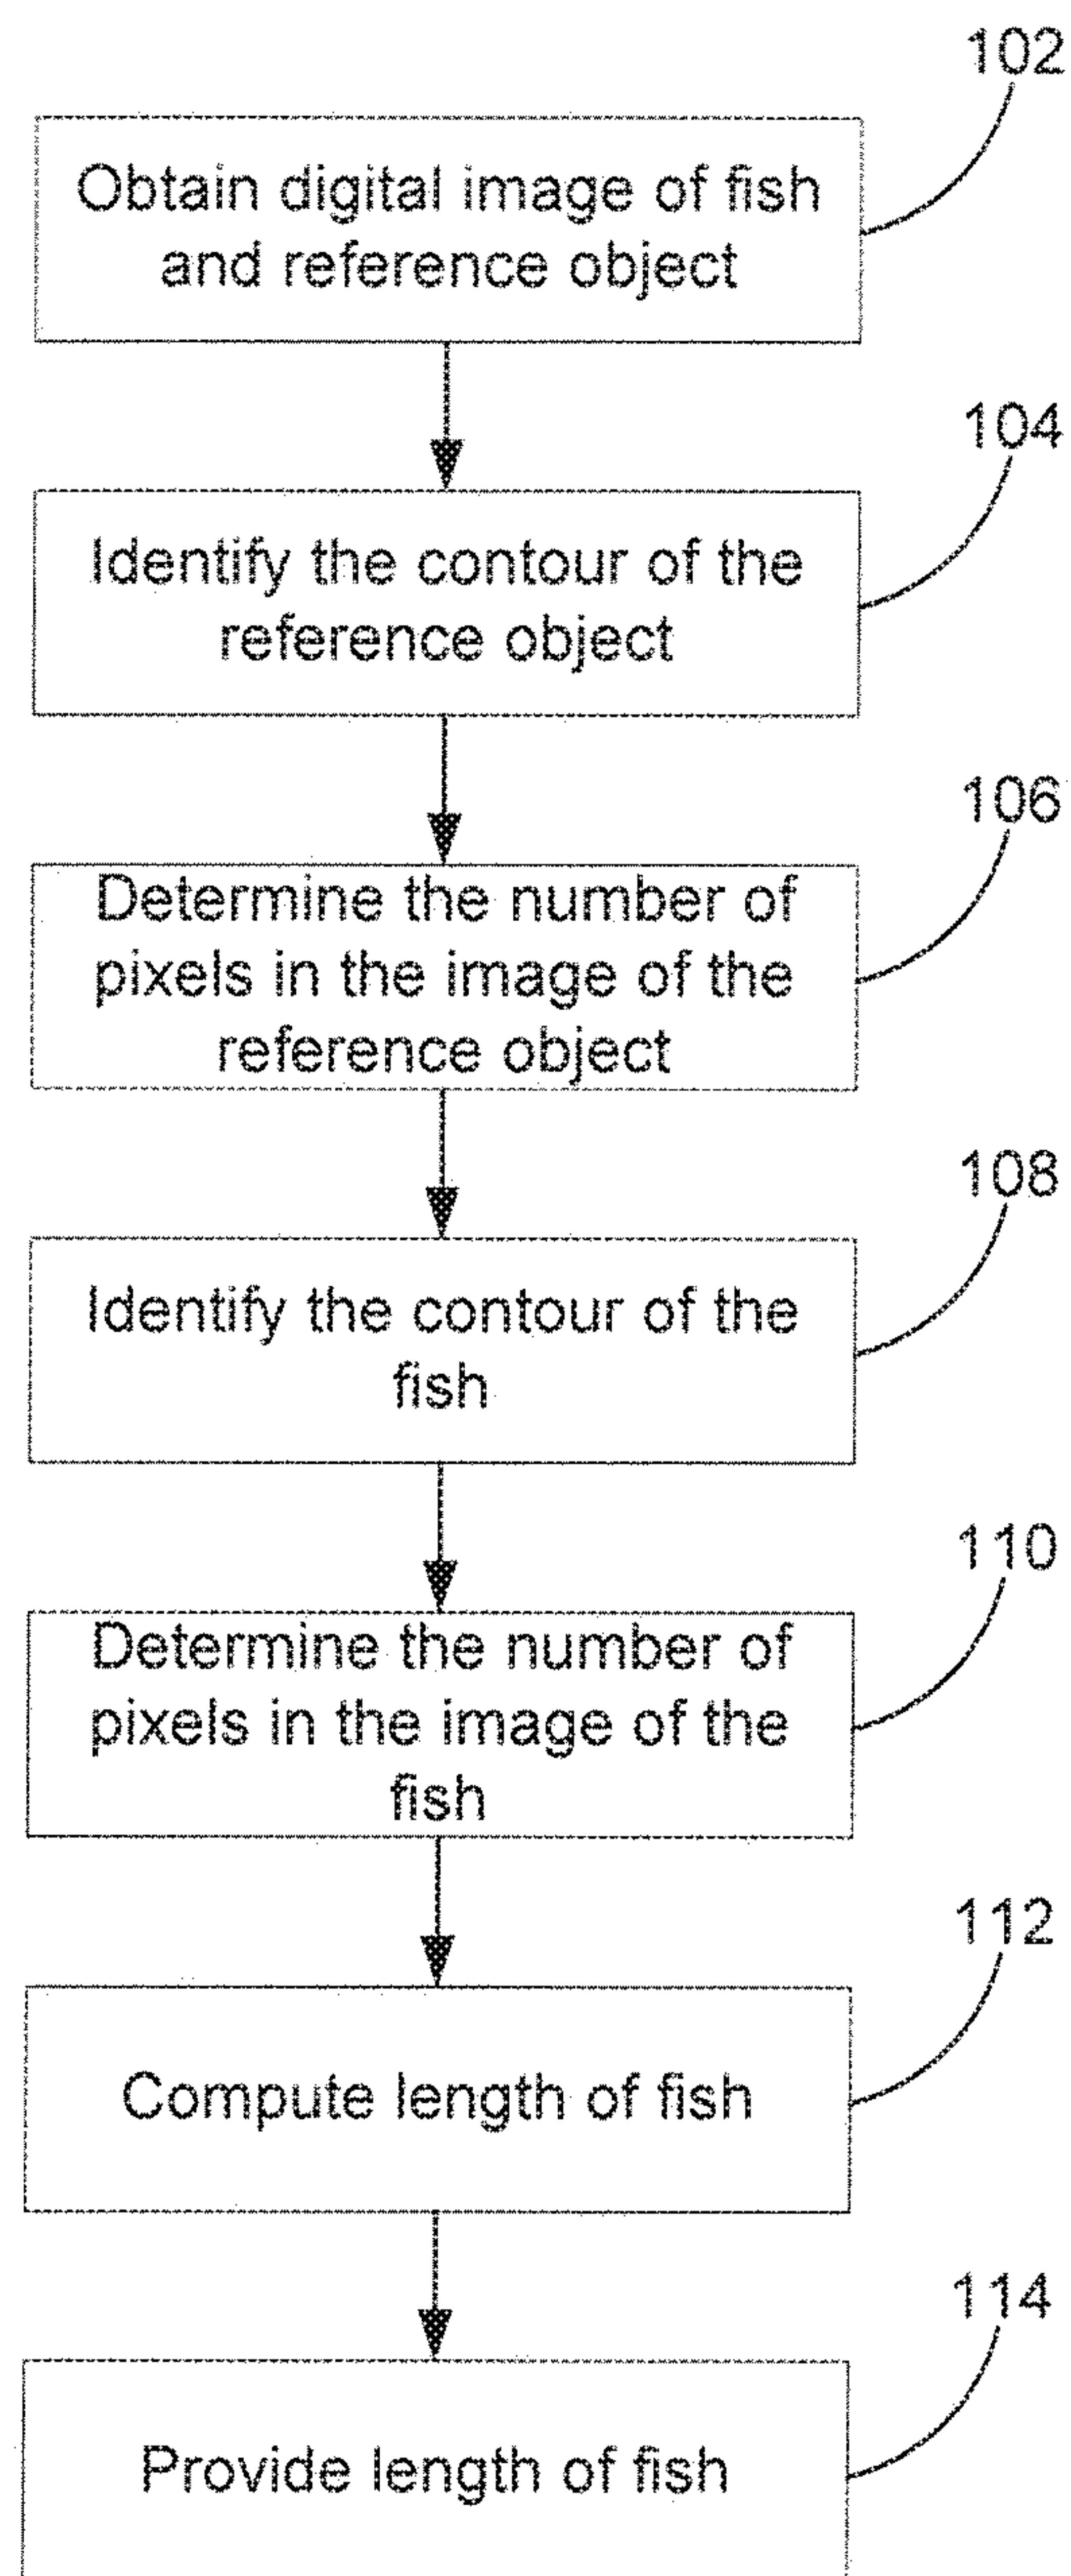 102
Obtain digital image of fish
and reference object
104
Identify the contour of the
reference object
106
Determine the number of
pixels in the image of the
reference object
108
Identify the contour of the
fish
110
Determine the number of
pixels in the image of the
fish
112
Compute length of fish
114
Provide length of fish